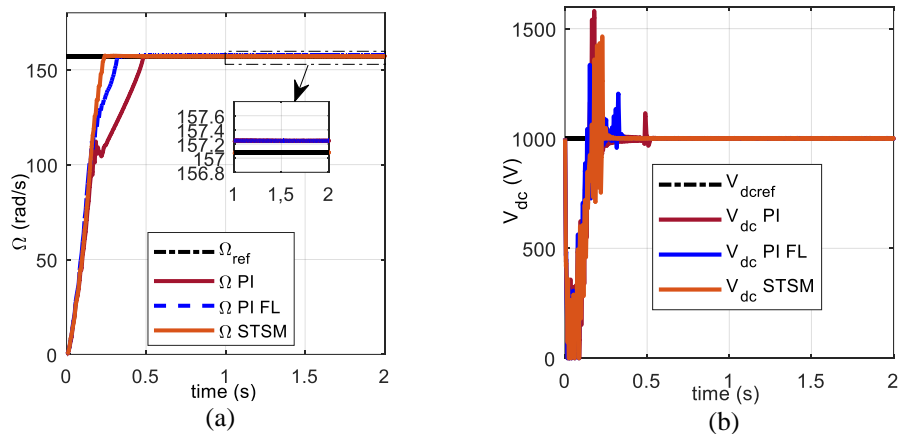 150
100
50
0
Ω (rad/s)
157.6
157.4
157.2
157
156.8
1 1,5 2
Ωref
Ω PI
Ω PI FL
Ω STSM
0 0.5 1 1.5 2
time (s)
(a)
1500
1000
500
0
Vdc (V)
Vdcref
Vdc PI
Vdc PI FL
Vdc STSM
0 0.5 1 1.5 2
time (s)
(b)